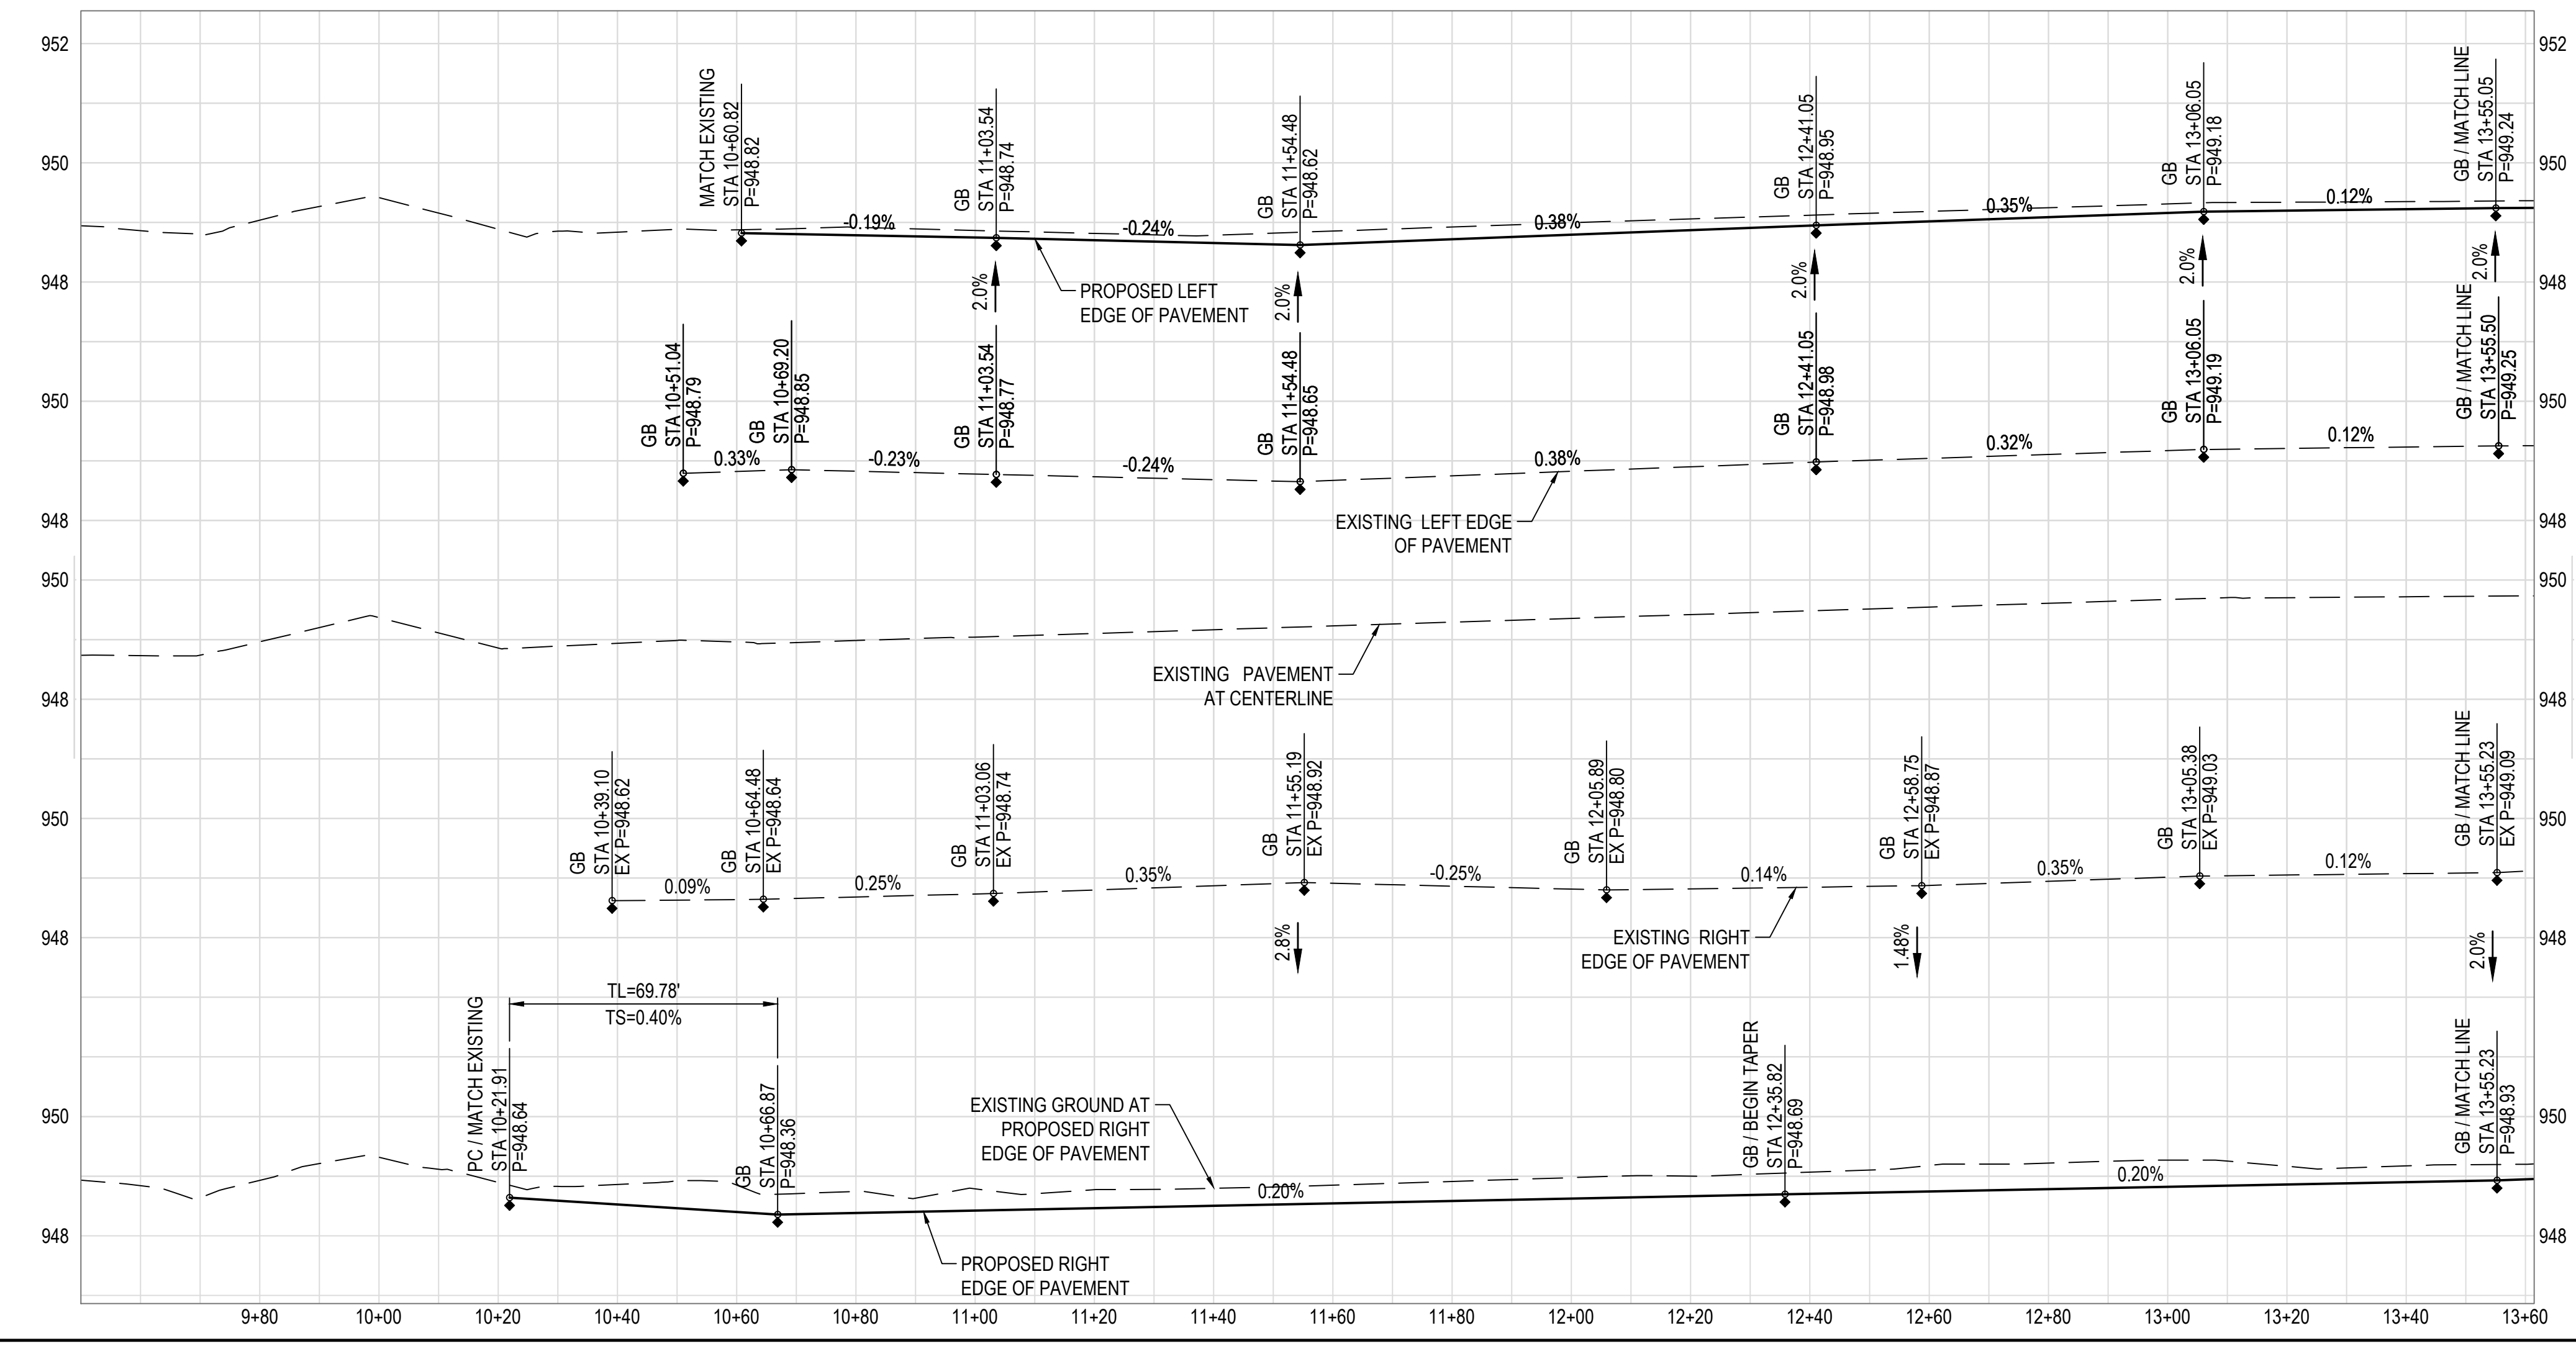 952
952
MATCH EXISTING
STA 10+60.82
P=948.82
GB
STA 11+03.54
P=948.74
GB
STA 11+54.48
P=948.62
GB
STA 12+41.05
P=948.95
GB
STA 13+06.05
P=949.18
GB / MATCH LINE
STA 13+55.05
P=949.24
950
950
-0.19%
-0.24%
0.38%
0.35%
0.12%
948
948
2.0%
2.0%
2.0%
2.0%
2.0%
PROPOSED LEFT
EDGE OF PAVEMENT
GB
STA 10+51.04
P=948.79
GB
STA 10+69.20
P=948.85
GB
STA 11+03.54
P=948.77
GB
STA 11+54.48
P=948.65
GB
STA 12+41.05
P=948.98
GB
STA 13+06.05
P=949.19
GB / MATCH LINE
STA 13+55.50
P=949.25
950
950
0.33%
-0.23%
-0.24%
0.38%
0.32%
0.12%
948
948
EXISTING LEFT EDGE
OF PAVEMENT
950
950
EXISTING PAVEMENT
AT CENTERLINE
948
948
GB
STA 10+39.10
EX P=948.62
GB
STA 10+64.48
EX P=948.64
GB
STA 11+03.06
EX P=948.74
GB
STA 11+55.19
EX P=948.92
GB
STA 12+05.89
EX P=948.80
GB
STA 12+58.75
EX P=948.87
GB
STA 13+05.38
EX P=949.03
GB / MATCH LINE
STA 13+55.23
EX P=949.09
950
950
0.09%
0.25%
0.35%
-0.25%
0.14%
0.35%
0.12%
948
948
2.8%
1.48%
2.0%
EXISTING RIGHT
EDGE OF PAVEMENT
TL=69.78'
TS=0.40%
PC / MATCH EXISTING
STA 10+21.91
P=948.64
GB
STA 10+66.87
P=948.36
GB / BEGIN TAPER
STA 12+35.82
P=948.69
GB / MATCH LINE
STA 13+55.23
P=948.93
950
950
EXISTING GROUND AT
PROPOSED RIGHT
EDGE OF PAVEMENT
0.20%
0.20%
948
948
PROPOSED RIGHT
EDGE OF PAVEMENT
9+80
10+00
10+20
10+40
10+60
10+80
11+00
11+20
11+40
11+60
11+80
12+00
12+20
12+40
12+60
12+80
13+00
13+20
13+40
13+60